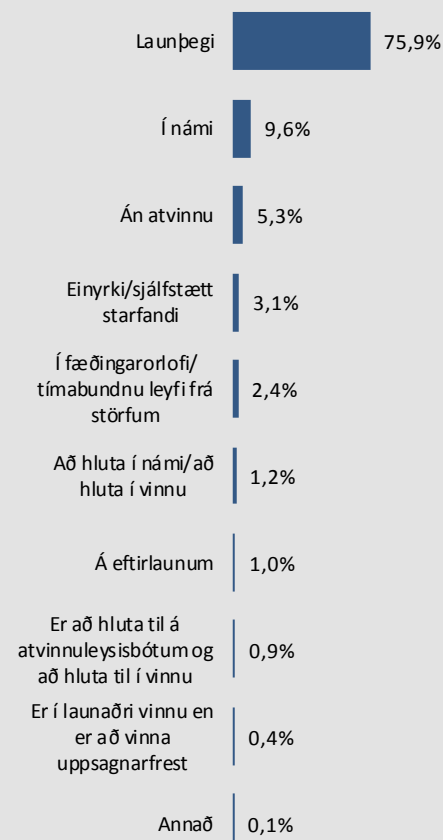 Launþegi 75,9%
Í námi 9,6%
Án atvinnu 5,3%
Einyrki/sjálfstætt
starfandi 3,1%
Í fæðingarorlofi/
tímabundnu leyfi frá 2,4%
störfum
Að hluta í námi/að
hluta í vinnu 1,2%
Á eftirlaunum 1,0%
Er að hluta til á
atvinnuleysisbótum og 0,9%
að hluta til í vinnu
Er í launaðri vinnu en
er að vinna 0,4%
uppsagnarfrest
Annað 0,1%